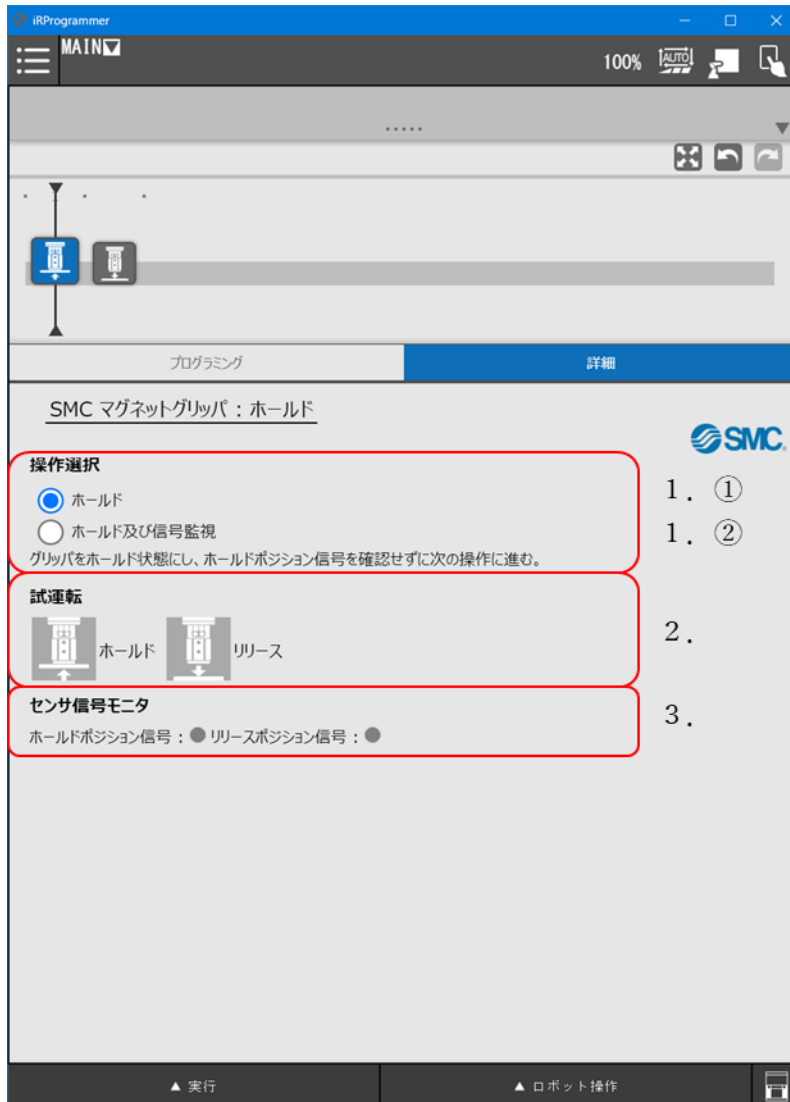 iRProgrammer
MAIN
100% AUTO
プログラミング 詳細
SMC マグネットグリッパ：ホールド
SMC.
操作選択
ホールド 1. ①
ホールド及び信号監視 1. ②
グリッパをホールド状態にし、ホールドポジション信号を確認せずに次の操作に進む。
試運転
ホールド リリース 2.
センサ信号モニタ 3.
ホールドポジション信号：● リリースポジション信号：●
▲ 実行 ▲ ロボット操作